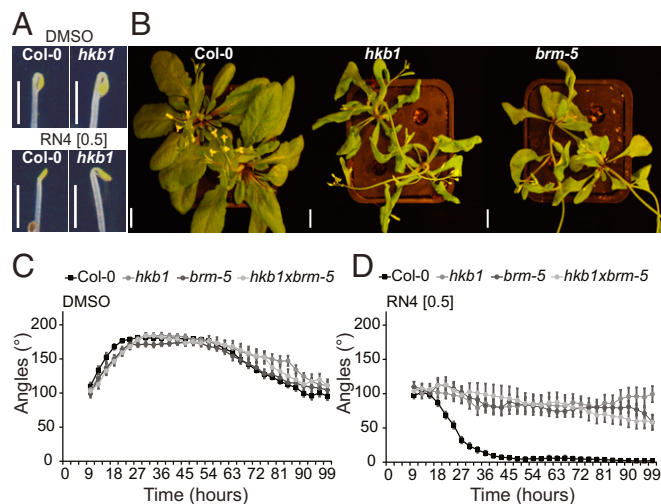 A
DMSO
Col-0 hkb1
RN4 [0.5]
Col-0 hkb1
B
Col-0 hkb1 brm-5
C
Col-0 hkb1 brm-5 hkb1xbrm-5
DMSO
Angles (°)
200
150
100
50
0
0 9 18 27 36 45 54 63 72 81 90 99
Time (hours)
D
Col-0 hkb1 brm-5 hkb1xbrm-5
RN4 [0.5]
Angles (°)
200
150
100
50
0
0 9 18 27 36 45 54 63 72 81 90 99
Time (hours)